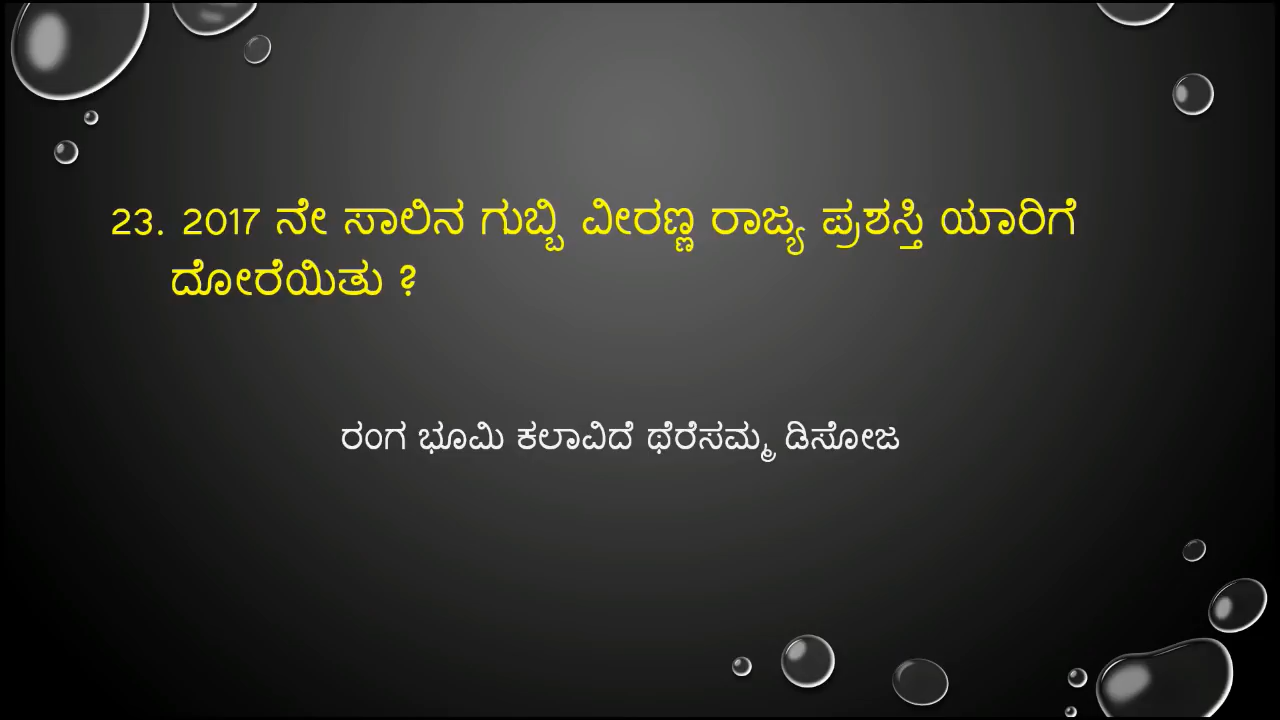 23. 2017 ನೇ ಸಾಲಿನ ಗುಬ್ಬಿ ವೀರಣ್ಣ ರಾಜ್ಯ ಪ್ರಶಸ್ತಿ ಯಾರಿಗೆ
ದೋರೆಯಿತು ?
ರಂಗ ಭೂಮಿ ಕಲಾವಿದೆ ಥೆರೆಸಮ್ಮ ಡಿಸೋಜ